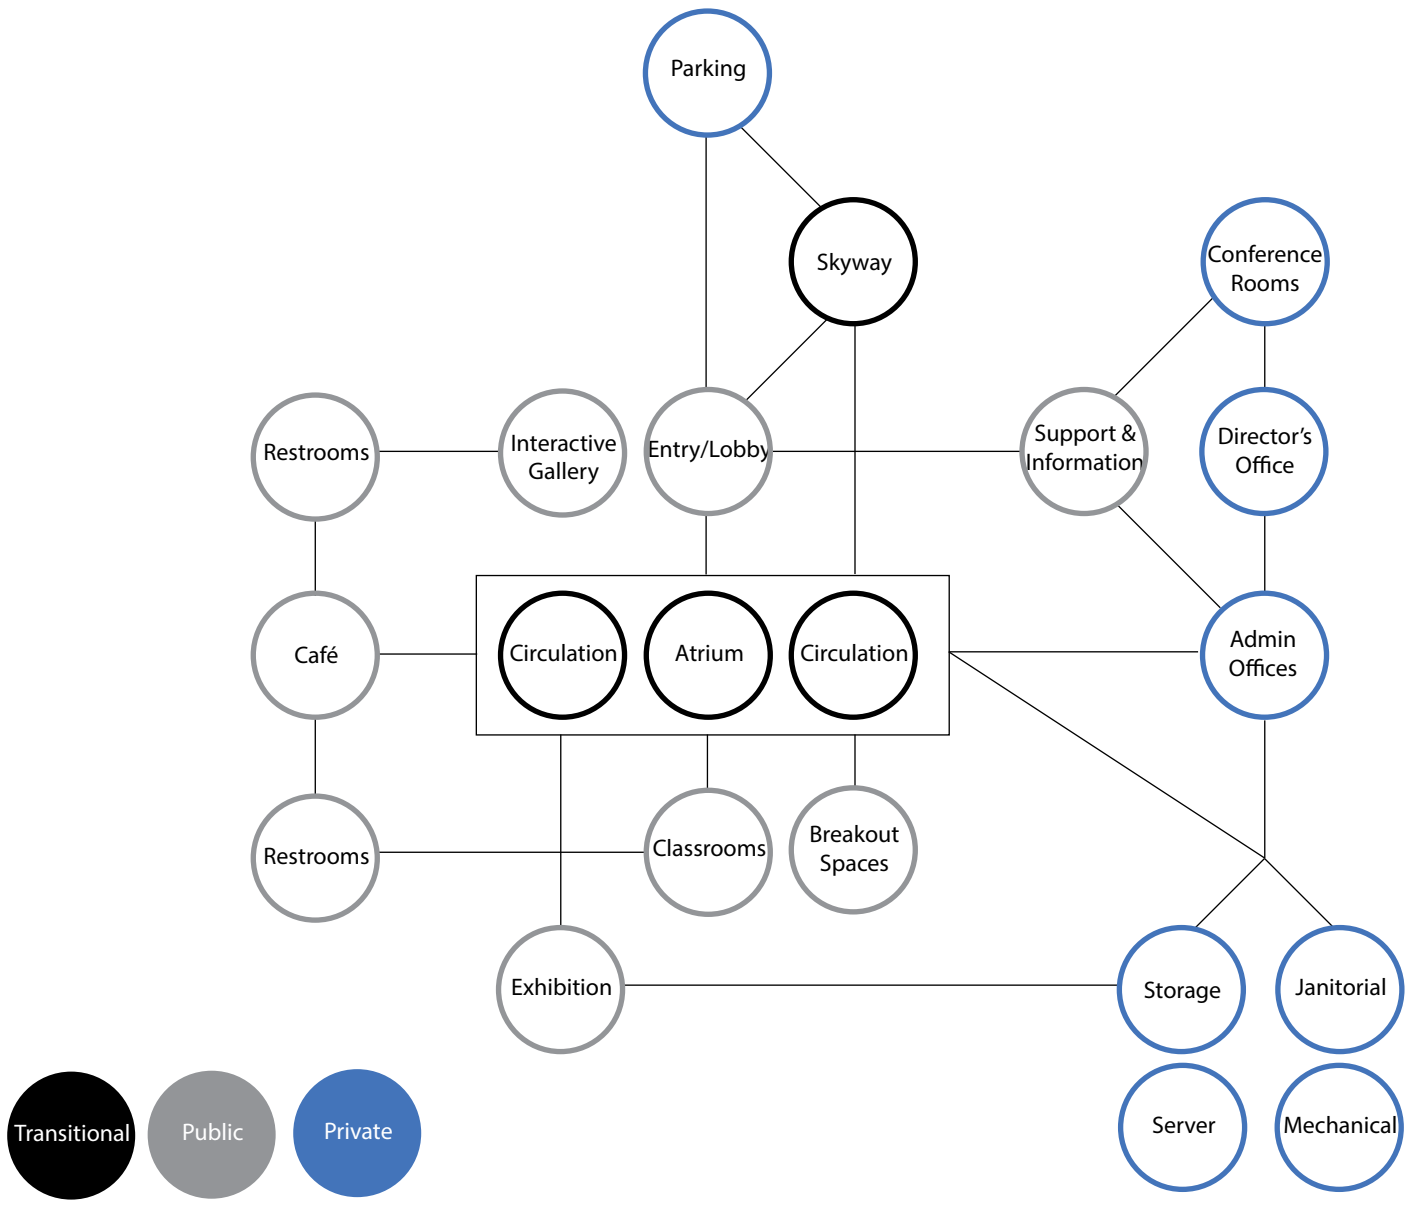 Parking
Skyway
Conference
Rooms
Restrooms
Interactive
Gallery
Entry/Lobby
Support &
Information
Director’s
Office
Café
Circulation
Atrium
Circulation
Admin
Offices
Restrooms
Classrooms
Breakout
Spaces
Exhibition
Storage
Janitorial
Server
Mechanical
Transitional
Public
Private